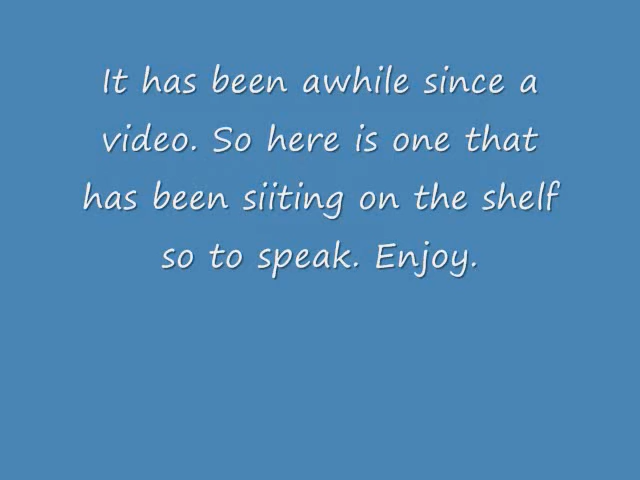 It has been awhile since a
video. So here is one that
has been siiting on the shelf
so to speak. Enjoy.